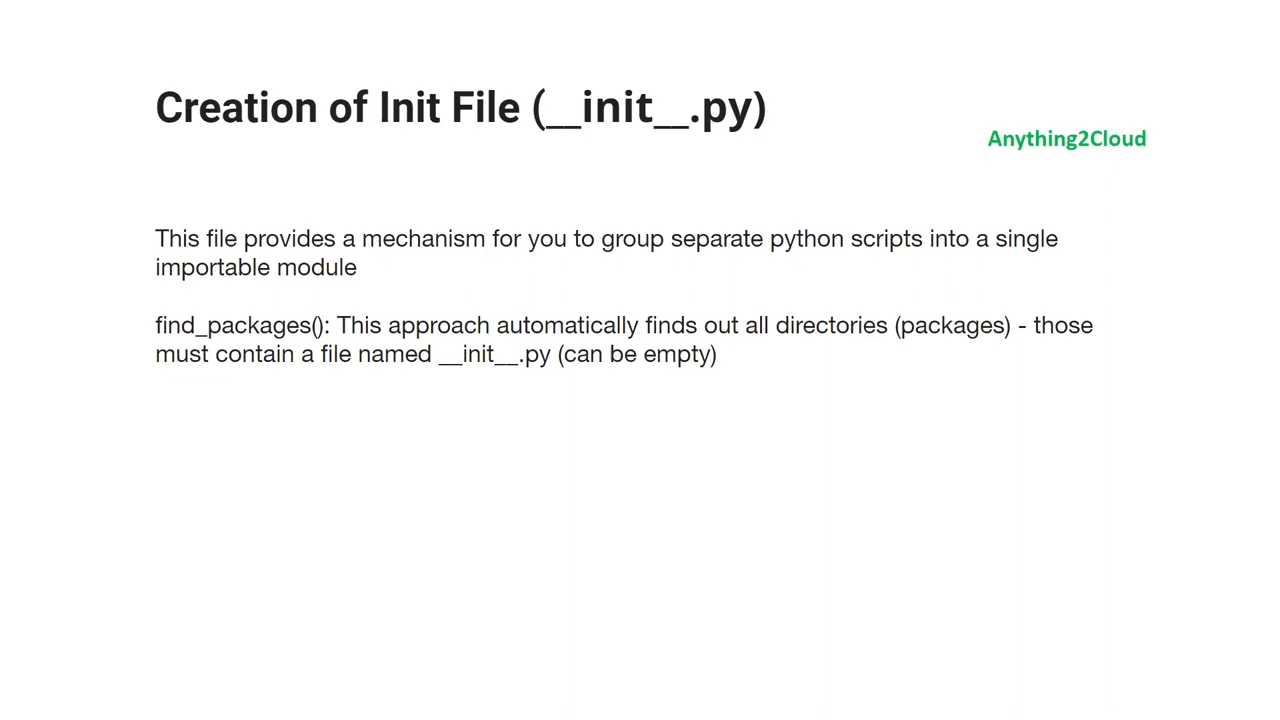 Creation of Init File (__init__.py)
Anything2Cloud
This file provides a mechanism for you to group separate python scripts into a single
importable module
find_packages(): This approach automatically finds out all directories (packages) - those
must contain a file named __init__.py (can be empty)